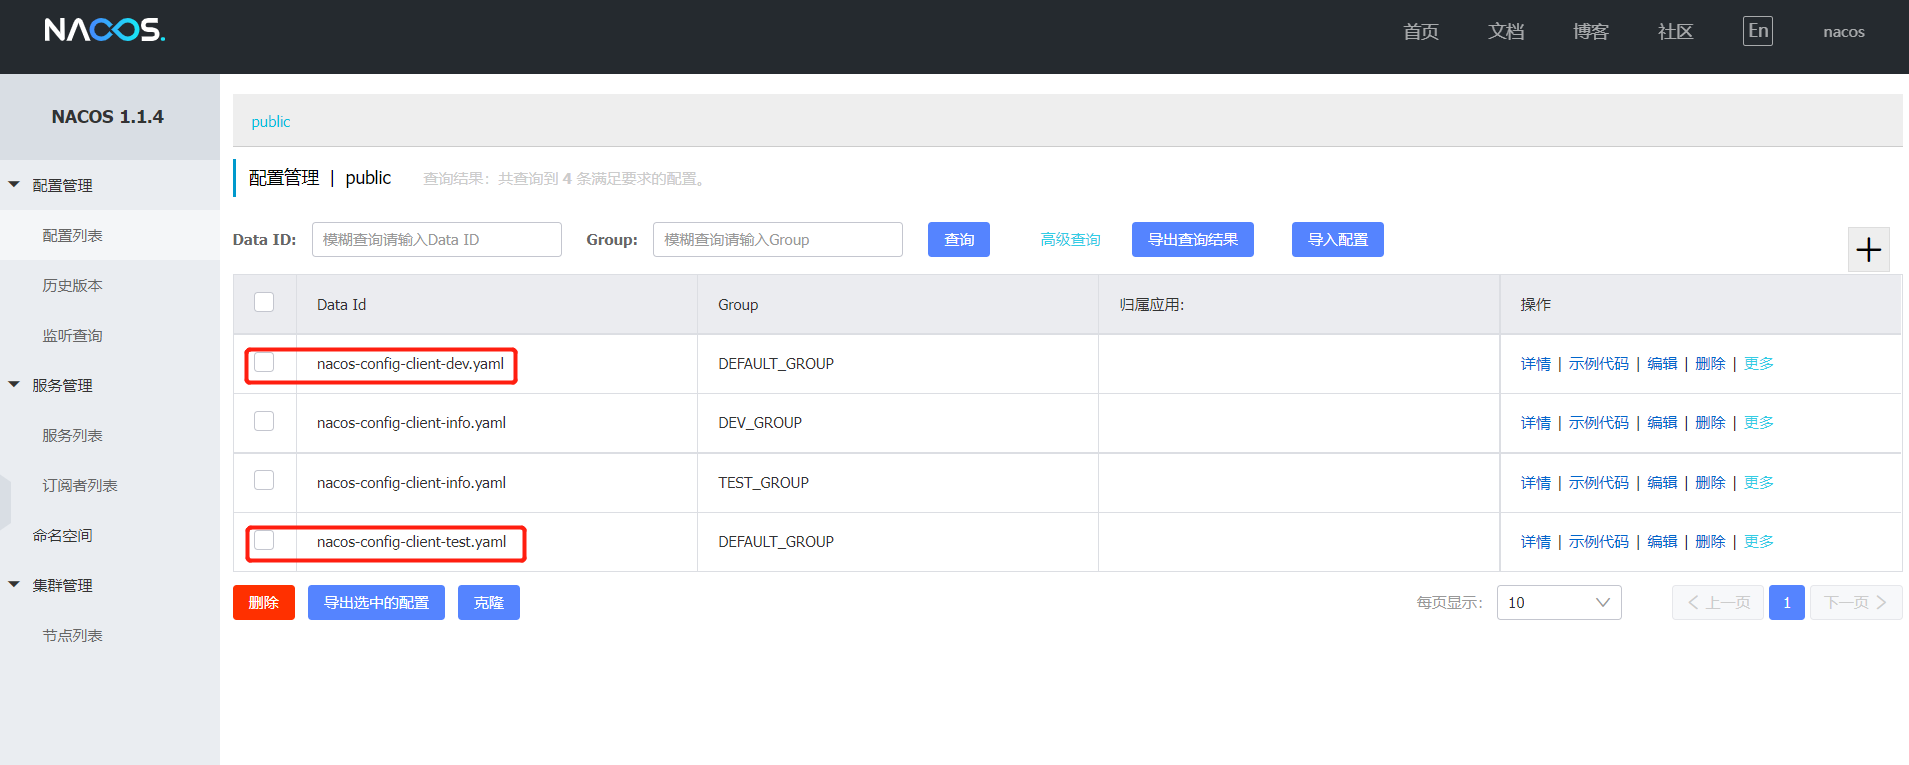 NACOS.
首页 文档 博客 社区 En nacos
NACOS 1.1.4
配置管理
配置列表
历史版本
监听查询
服务管理
服务列表
订阅者列表
命名空间
集群管理
节点列表
public
配置管理 | public 查询结果：共查询到 4 条满足要求的配置。
Data ID: 模糊查询请输入Data ID Group: 模糊查询请输入Group 查询 高级查询 导出查询结果 导入配置
Data Id Group 归属应用: 操作
nacos-config-client-dev.yaml DEFAULT_GROUP 详情 | 示例代码 | 编辑 | 删除 | 更多
nacos-config-client-info.yaml DEV_GROUP 详情 | 示例代码 | 编辑 | 删除 | 更多
nacos-config-client-info.yaml TEST_GROUP 详情 | 示例代码 | 编辑 | 删除 | 更多
nacos-config-client-test.yaml DEFAULT_GROUP 详情 | 示例代码 | 编辑 | 删除 | 更多
删除 导出选中的配置 克隆 每页显示: 10 上一页 1 下一页